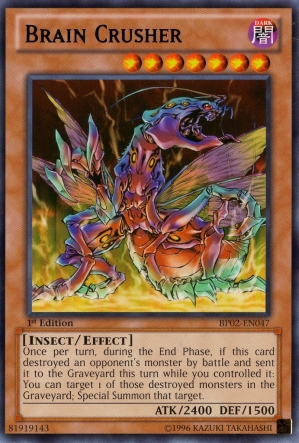 BRAIN CRUSHER
DARK
闇
1st Edition
BP02-EN047
[INSECT/EFFECT]
Once per turn, during the End Phase, if this card
destroyed an opponent's monster by battle and sent
it to the Graveyard this turn while you controlled it:
You can target 1 of those destroyed monsters in the
Graveyard; Special Summon that target.
ATK/2400 DEF/1500
81919143
©1996 KAZUKI TAKAHASHI